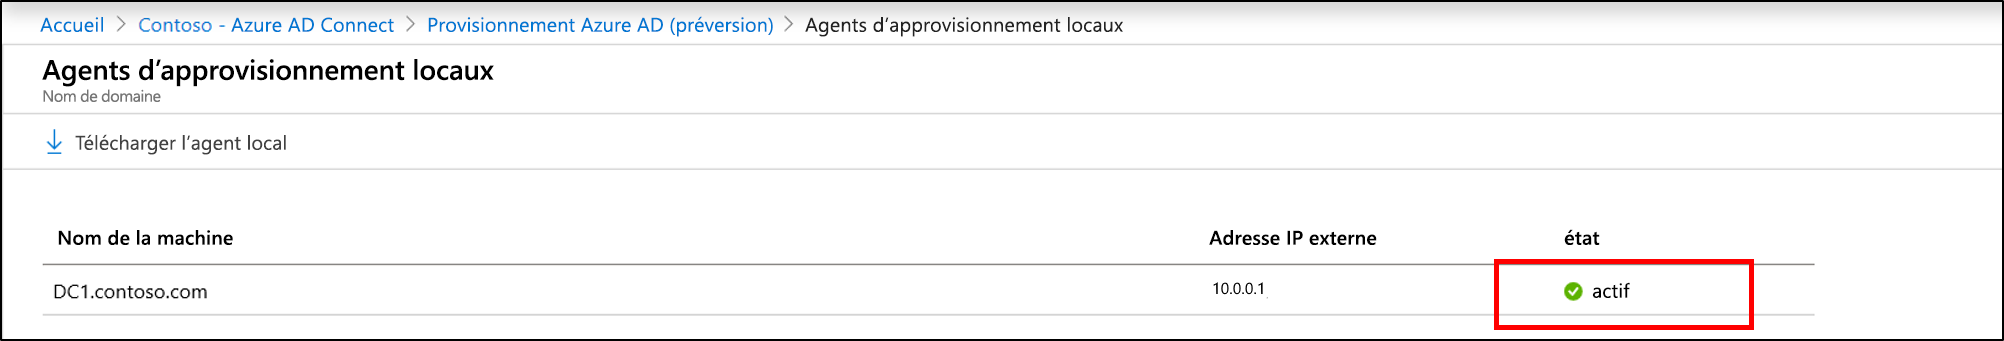 Accueil > Contoso - Azure AD Connect > Provisionnement Azure AD (préversion) > Agents d’approvisionnement locaux
Agents d’approvisionnement locaux
Nom de domaine
Télécharger l’agent local
Nom de la machine Adresse IP externe état
DC1.contoso.com 10.0.0.1 actif